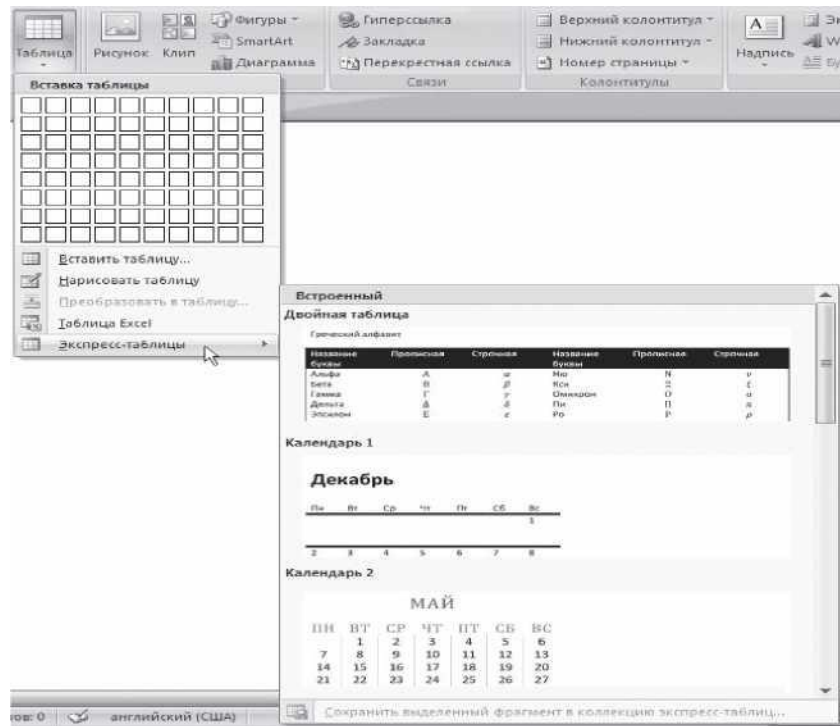 Фигуры Гиперссылка Верхний колонтитул
SmartArt Закладка Нижний колонтитул
Таблица Рисунок Клип Диаграмма Перекрестная ссылка Номер страницы Надпись
Связи Колонтитулы
Вставка таблицы
Вставить таблицу...
Нарисовать таблицу
Преобразовать в таблицу...
Таблица Excel
Экспресс-таблицы
Встроенный
Двойная таблица
Греческий алфавит
Название буквы Прописная Строчная Название буквы Прописная Строчная
Альфа Α α Ню Ν ν
Бета Β β Кси Ξ ξ
Гамма Γ γ Омикрон Ο ο
Дельта Δ δ Пи Π π
Эпсилон Ε ε Ро Ρ ρ
Календарь 1
Декабрь
Пн Вт Ср Чт Пт Сб Вс
1
2 3 4 5 6 7 8
Календарь 2
МАЙ
ПН ВТ СР ЧТ ПТ СБ ВС
1 2 3 4 5 6
7 8 9 10 11 12 13
14 15 16 17 18 19 20
21 22 23 24 25 26 27
Сохранить выделенный фрагмент в коллекцию экспресс-таблиц...
ов: 0 английский (США)